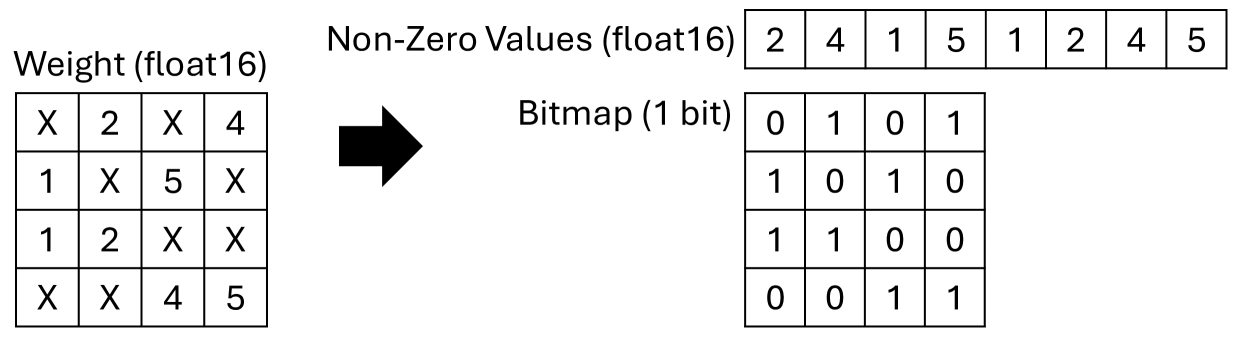 Non-Zero Values (float16) 2 4 1 5 1 2 4 5
Weight (float16)
X 2 X 4
1 X 5 X
1 2 X X
X X 4 5
Bitmap (1 bit)
0 1 0 1
1 0 1 0
1 1 0 0
0 0 1 1